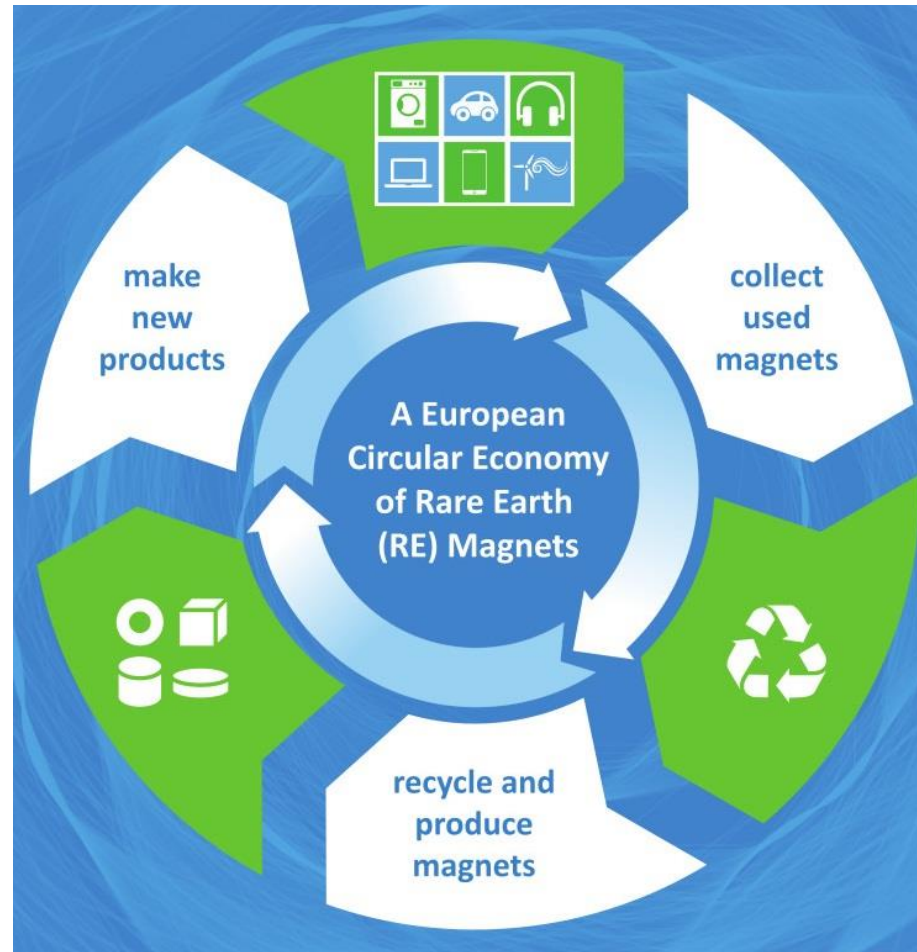 A European
Circular Economy
of Rare Earth
(RE) Magnets
collect
used
magnets
recycle and
produce
magnets
make
new
products